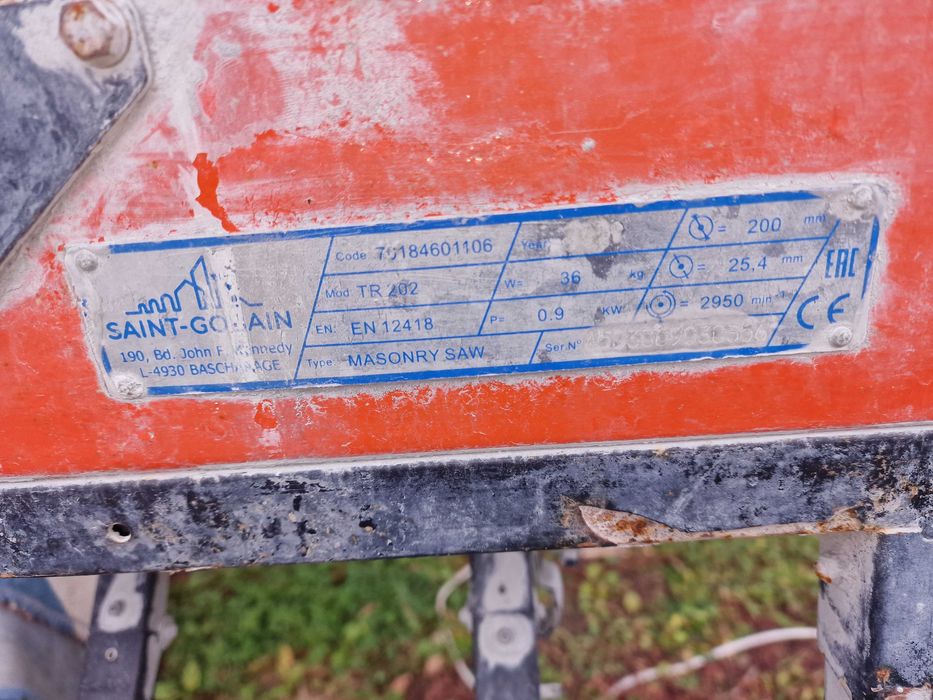 SAINT-GOBAIN
190, Bd. John F. Kennedy
L-4930 BASCHARAGE
Code 70184601106
Mod. TR 202
EN: EN 12418
Type: MASONRY SAW
Year
W= 36 kg
P= 0.9 KW
Ser.N°
= 200 mm
= 25,4 mm
= 2950 min-1
EAC
CE